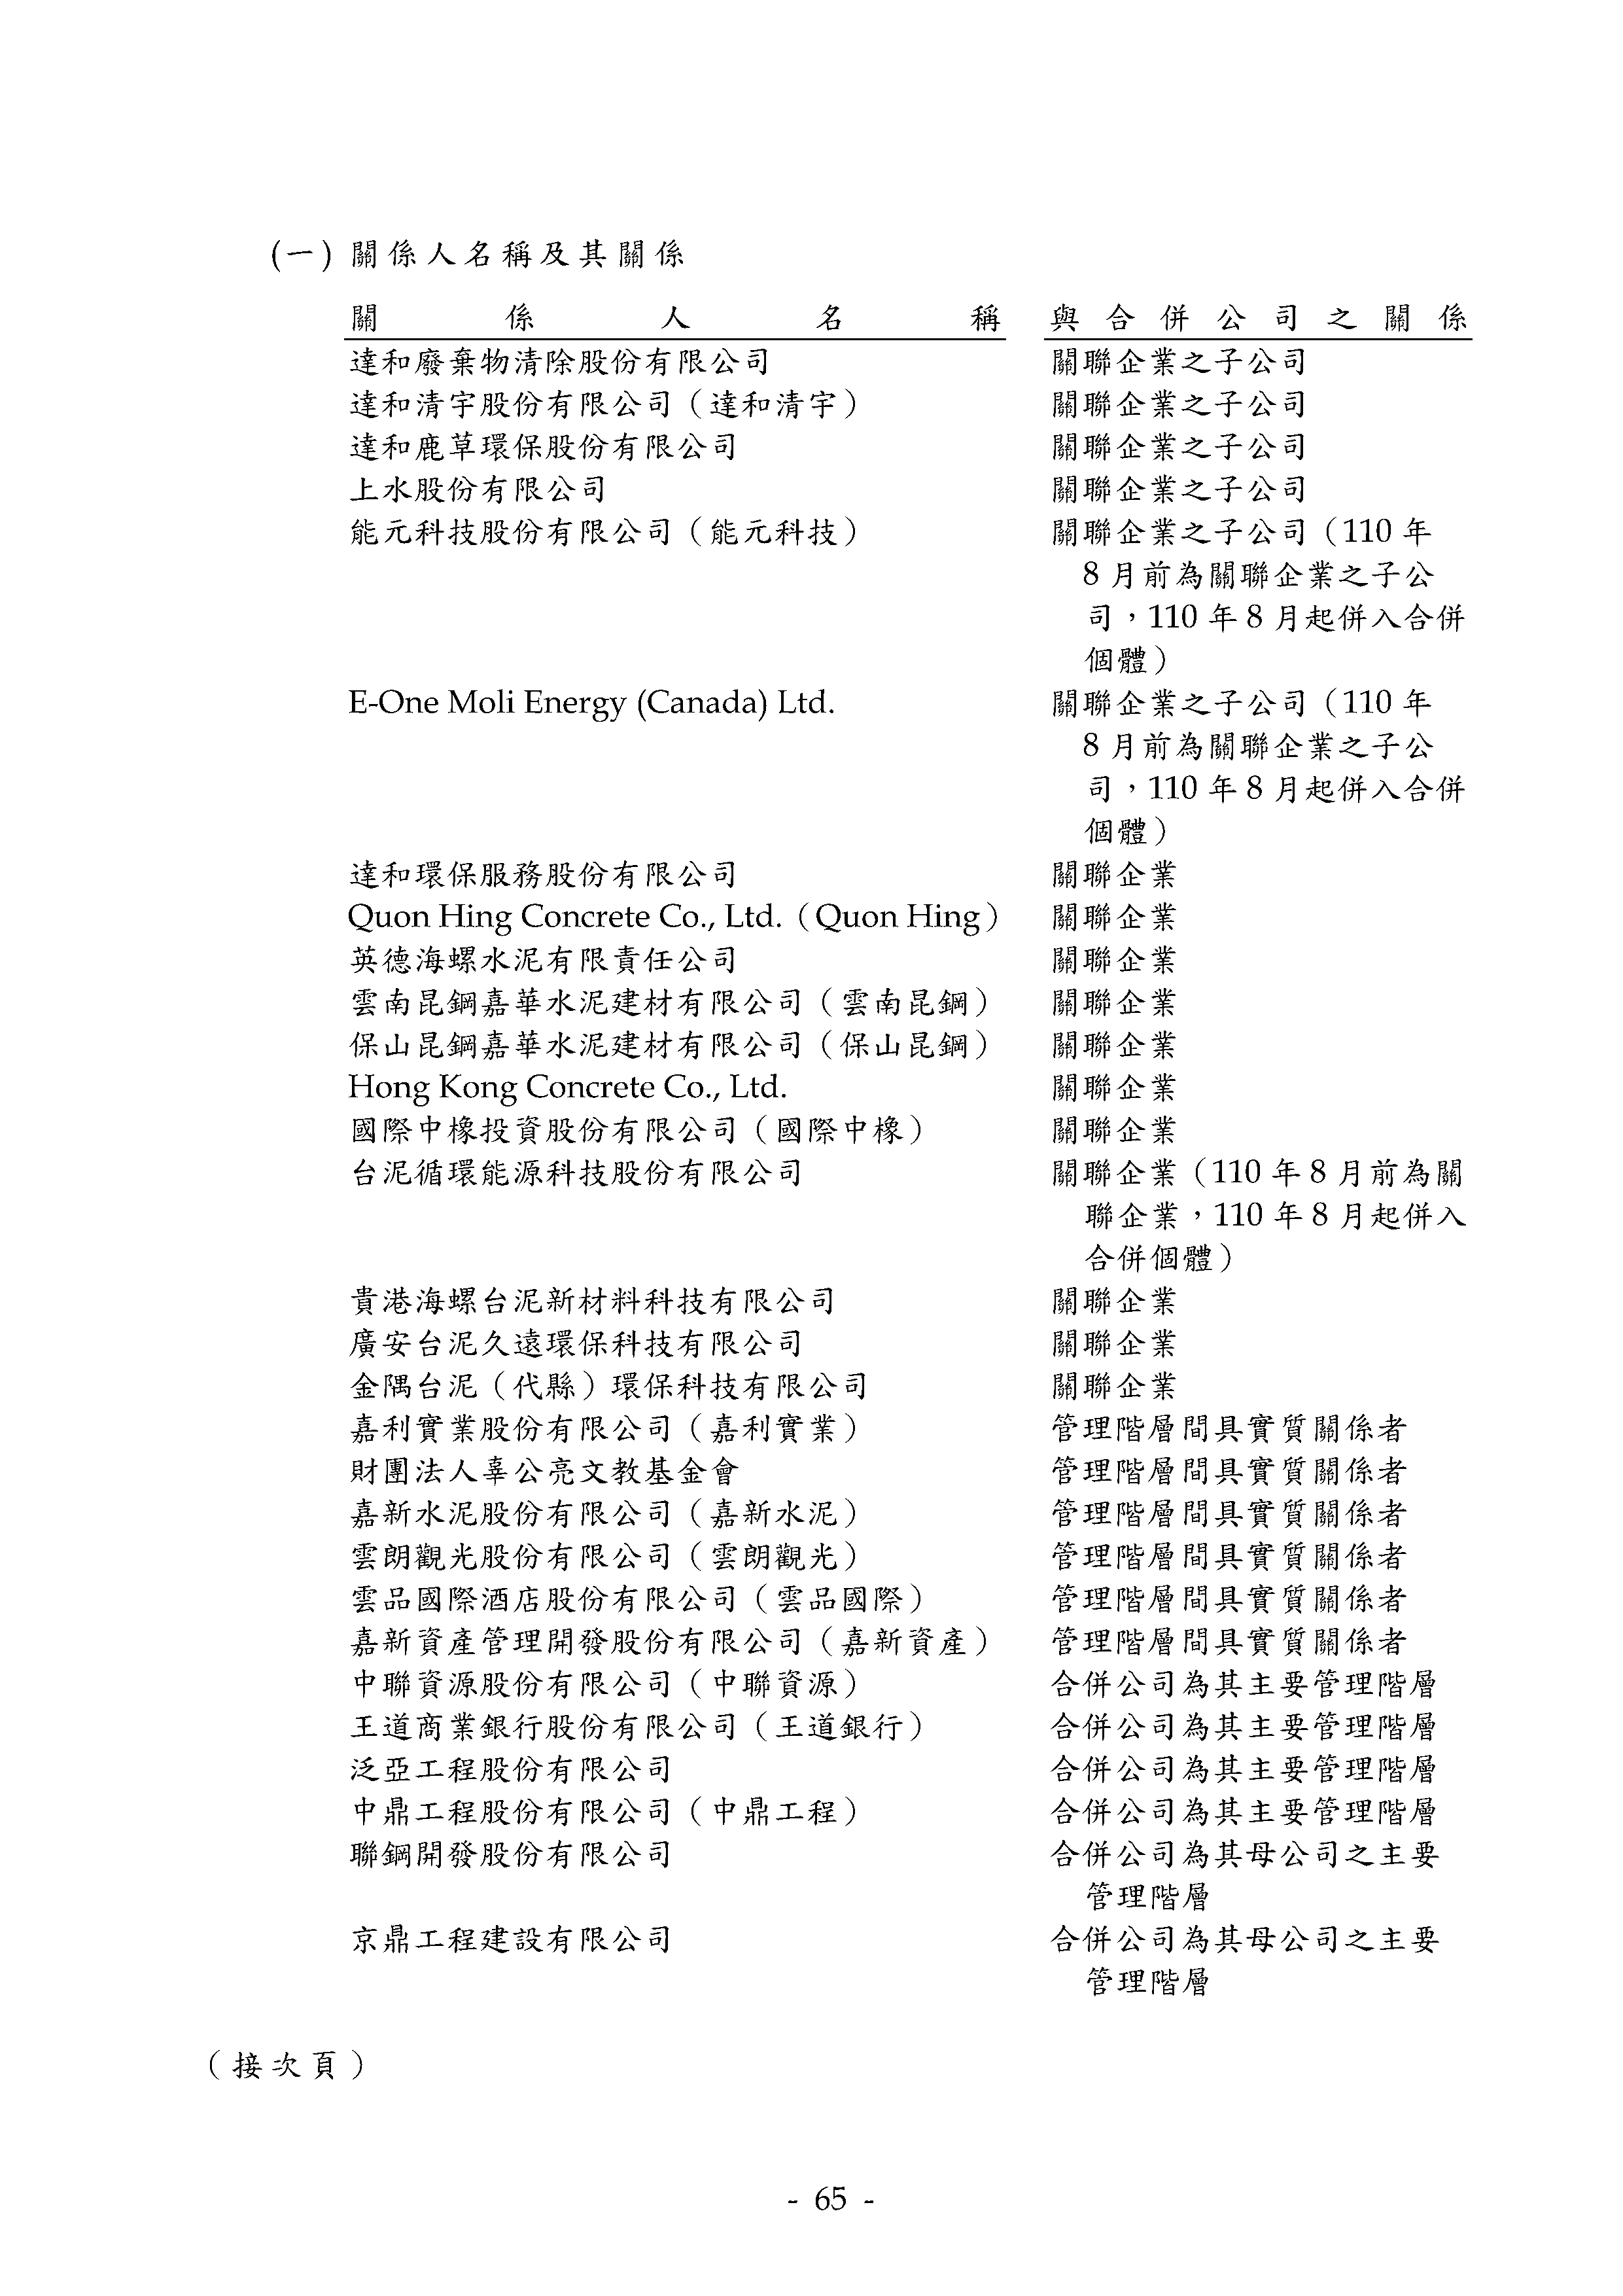 (一) 關係人名稱及其關係
關係人名稱 與合併公司之關係
達和廢棄物清除股份有限公司 關聯企業之子公司
達和清宇股份有限公司（達和清宇） 關聯企業之子公司
達和鹿草環保股份有限公司 關聯企業之子公司
上水股份有限公司 關聯企業之子公司
能元科技股份有限公司（能元科技） 關聯企業之子公司（110 年
8 月前為關聯企業之子公
司，110 年 8 月起併入合併
個體）
E-One Moli Energy (Canada) Ltd. 關聯企業之子公司（110 年
8 月前為關聯企業之子公
司，110 年 8 月起併入合併
個體）
達和環保服務股份有限公司 關聯企業
Quon Hing Concrete Co., Ltd.（Quon Hing） 關聯企業
英德海螺水泥有限責任公司 關聯企業
雲南昆鋼嘉華水泥建材有限公司（雲南昆鋼） 關聯企業
保山昆鋼嘉華水泥建材有限公司（保山昆鋼） 關聯企業
Hong Kong Concrete Co., Ltd. 關聯企業
國際中橡投資股份有限公司（國際中橡） 關聯企業
台泥循環能源科技股份有限公司 關聯企業（110 年 8 月前為關
聯企業，110 年 8 月起併入
合併個體）
貴港海螺台泥新材料科技有限公司 關聯企業
廣安台泥久遠環保科技有限公司 關聯企業
金隅台泥（代縣）環保科技有限公司 關聯企業
嘉利實業股份有限公司（嘉利實業） 管理階層間具實質關係者
財團法人辜公亮文教基金會 管理階層間具實質關係者
嘉新水泥股份有限公司（嘉新水泥） 管理階層間具實質關係者
雲朗觀光股份有限公司（雲朗觀光） 管理階層間具實質關係者
雲品國際酒店股份有限公司（雲品國際） 管理階層間具實質關係者
嘉新資產管理開發股份有限公司（嘉新資產） 管理階層間具實質關係者
中聯資源股份有限公司（中聯資源） 合併公司為其主要管理階層
王道商業銀行股份有限公司（王道銀行） 合併公司為其主要管理階層
泛亞工程股份有限公司 合併公司為其主要管理階層
中鼎工程股份有限公司（中鼎工程） 合併公司為其主要管理階層
聯鋼開發股份有限公司 合併公司為其母公司之主要
管理階層
京鼎工程建設有限公司 合併公司為其母公司之主要
管理階層
（接次頁）
- 65 -